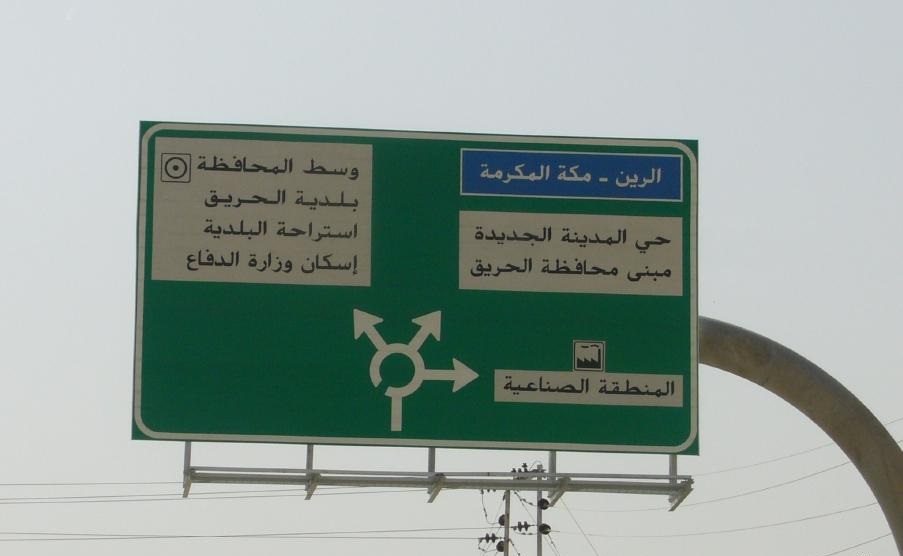 الرين - مكة المكرمة
حي المدينة الجديدة
مبنى محافظة الحريق
وسط المحافظة
بلدية الحريق
استراحة البلدية
إسكان وزارة الدفاع
المنطقة الصناعية